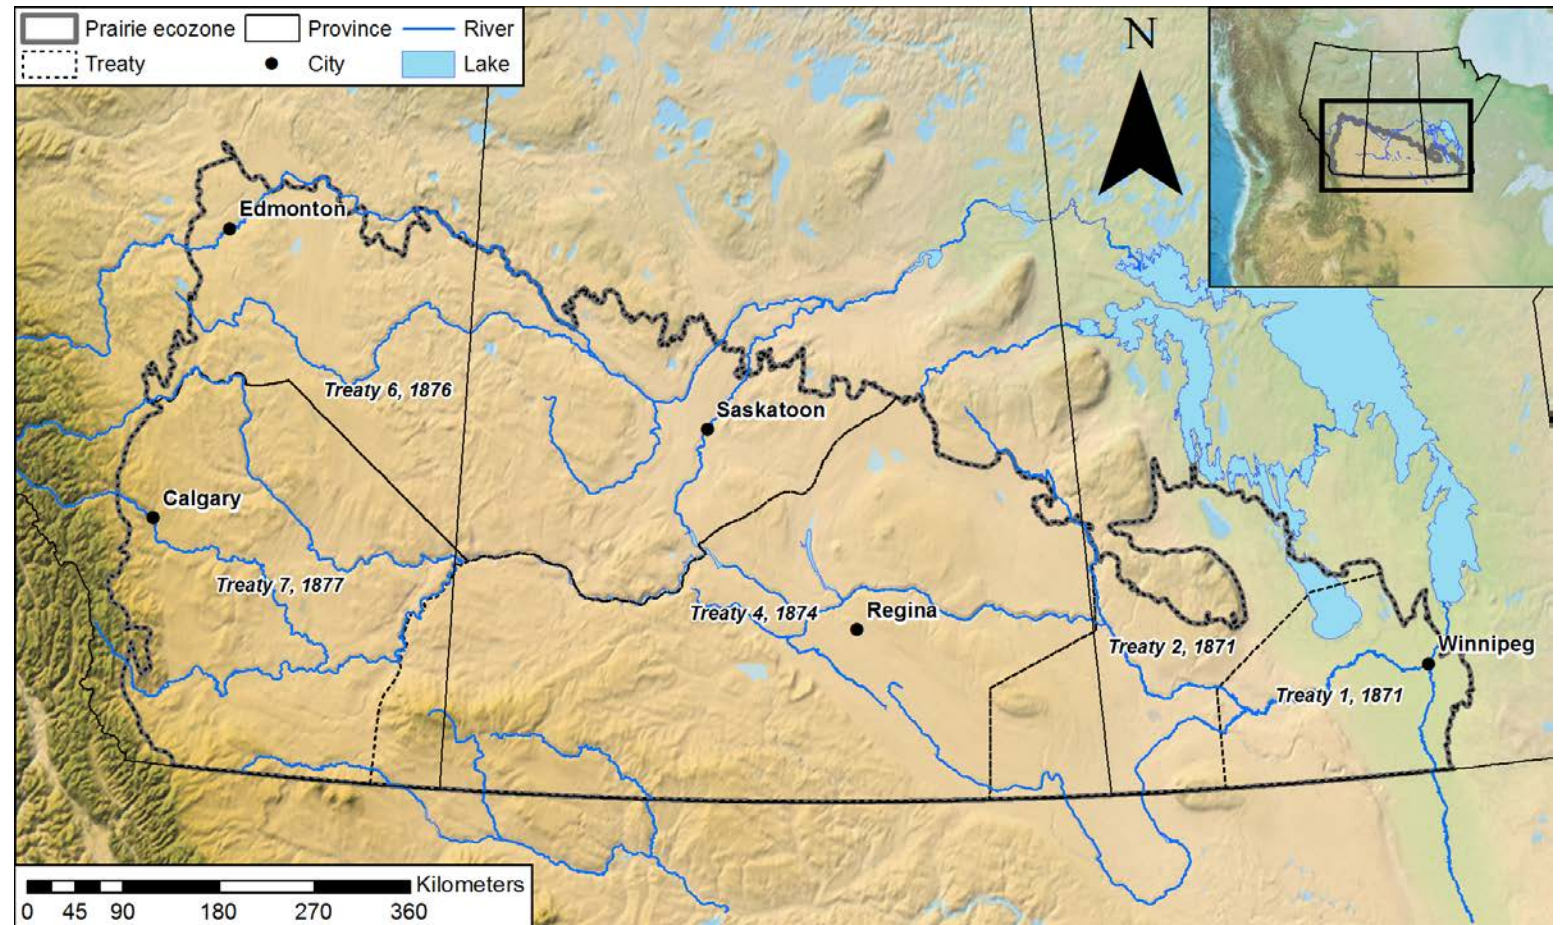 Prairie ecozone Province River
Treaty City Lake
N
Edmonton
Treaty 6, 1876
Saskatoon
Calgary
Treaty 7, 1877
Treaty 4, 1874
Regina
Treaty 2, 1871
Winnipeg
Treaty 1, 1871
Kilometers
0 45 90 180 270 360